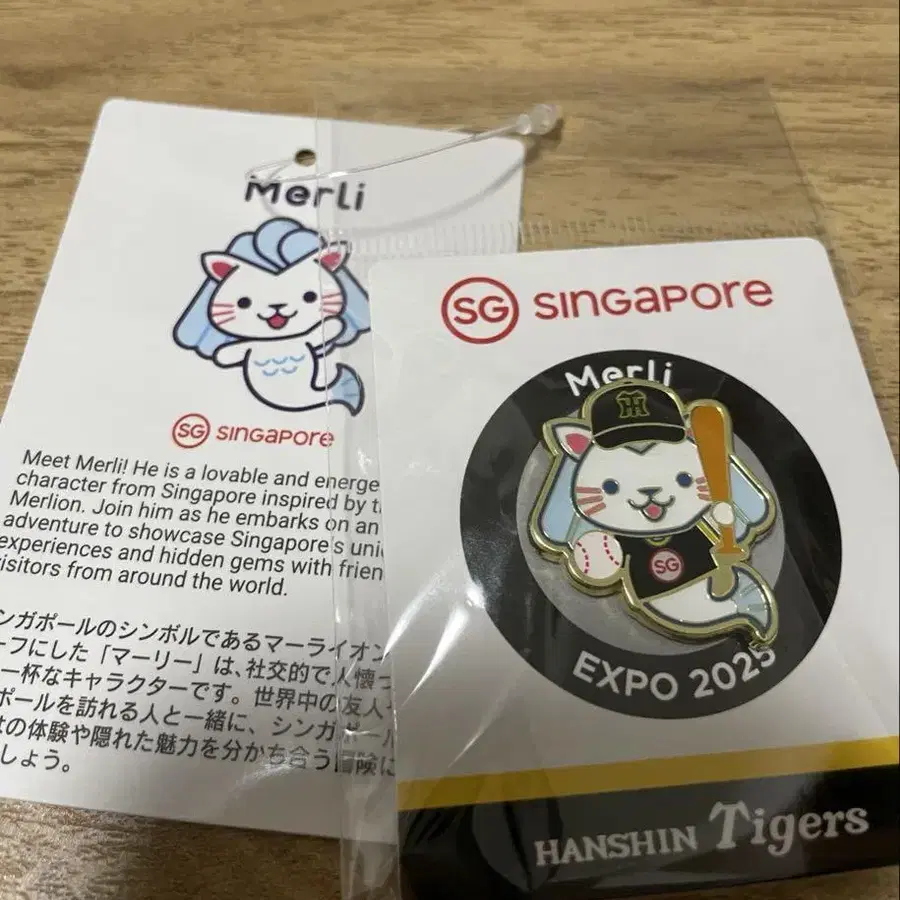 Merli
SG SINGAPORE
Meet Merli! He is a lovable and energe
character from Singapore inspired by
Merlion. Join him as he embarks on an
adventure to showcase Singapore's uni
experiences and hidden gems with frien
visitors from around the world.
ンガポールのシンボルであるマーライオン
ーフにした「マーリー」は、社交的で人懐っ
一杯なキャラクターです。世界中の友人
ポールを訪れる人と一緒に、シンガポール
の体験や隠れた魅力を分かち合う冒険に
しょう。
SG SINGAPORE
Merli
HT
SG
EXPO 2025
HANSHIN Tigers